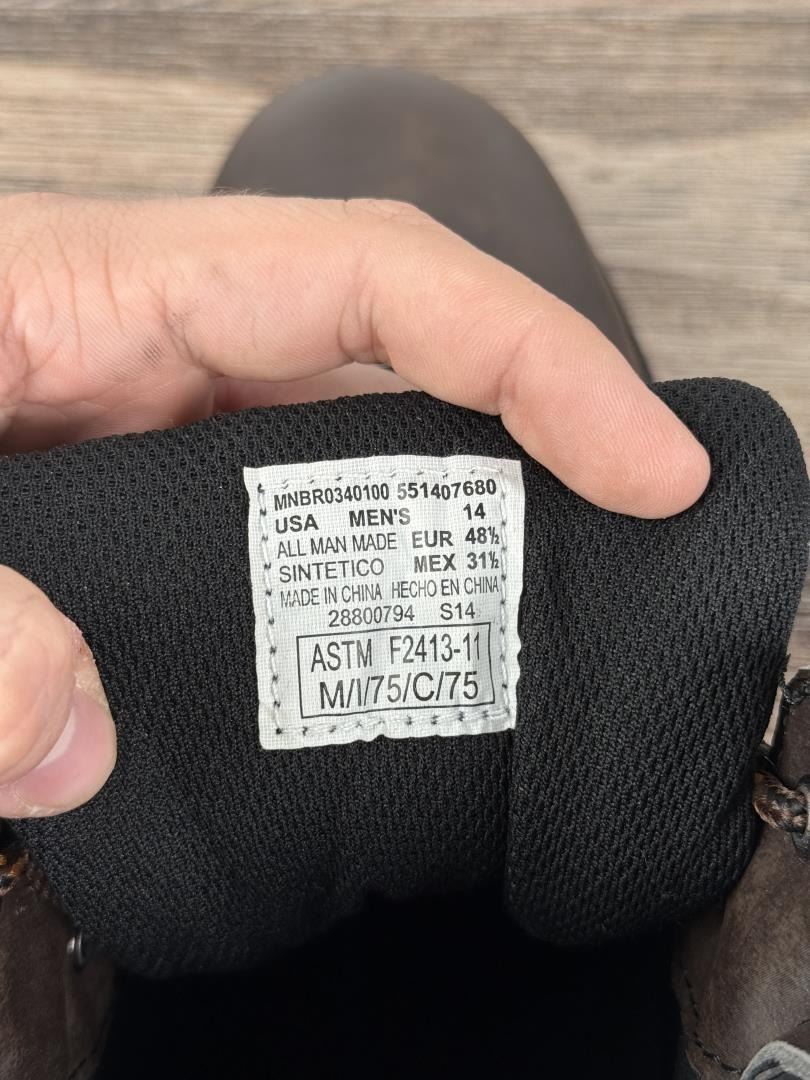 MNBR0340100 551407680
USA MEN'S 14
ALL MAN MADE EUR 48½
SINTETICO MEX 31½
MADE IN CHINA HECHO EN CHINA
28800794 S14
ASTM F2413-11
M/I/75/C/75